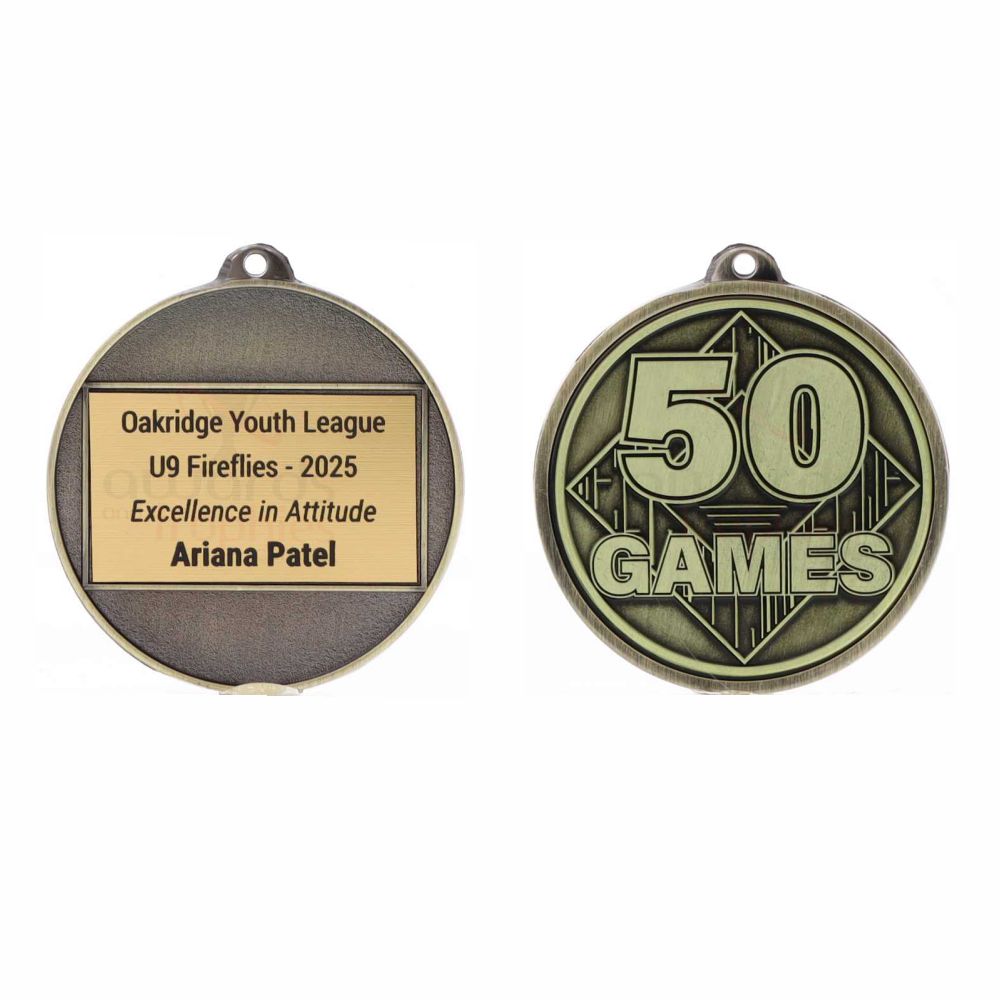 Oakridge Youth League
U9 Fireflies - 2025
Excellence in Attitude
Ariana Patel
50
GAMES